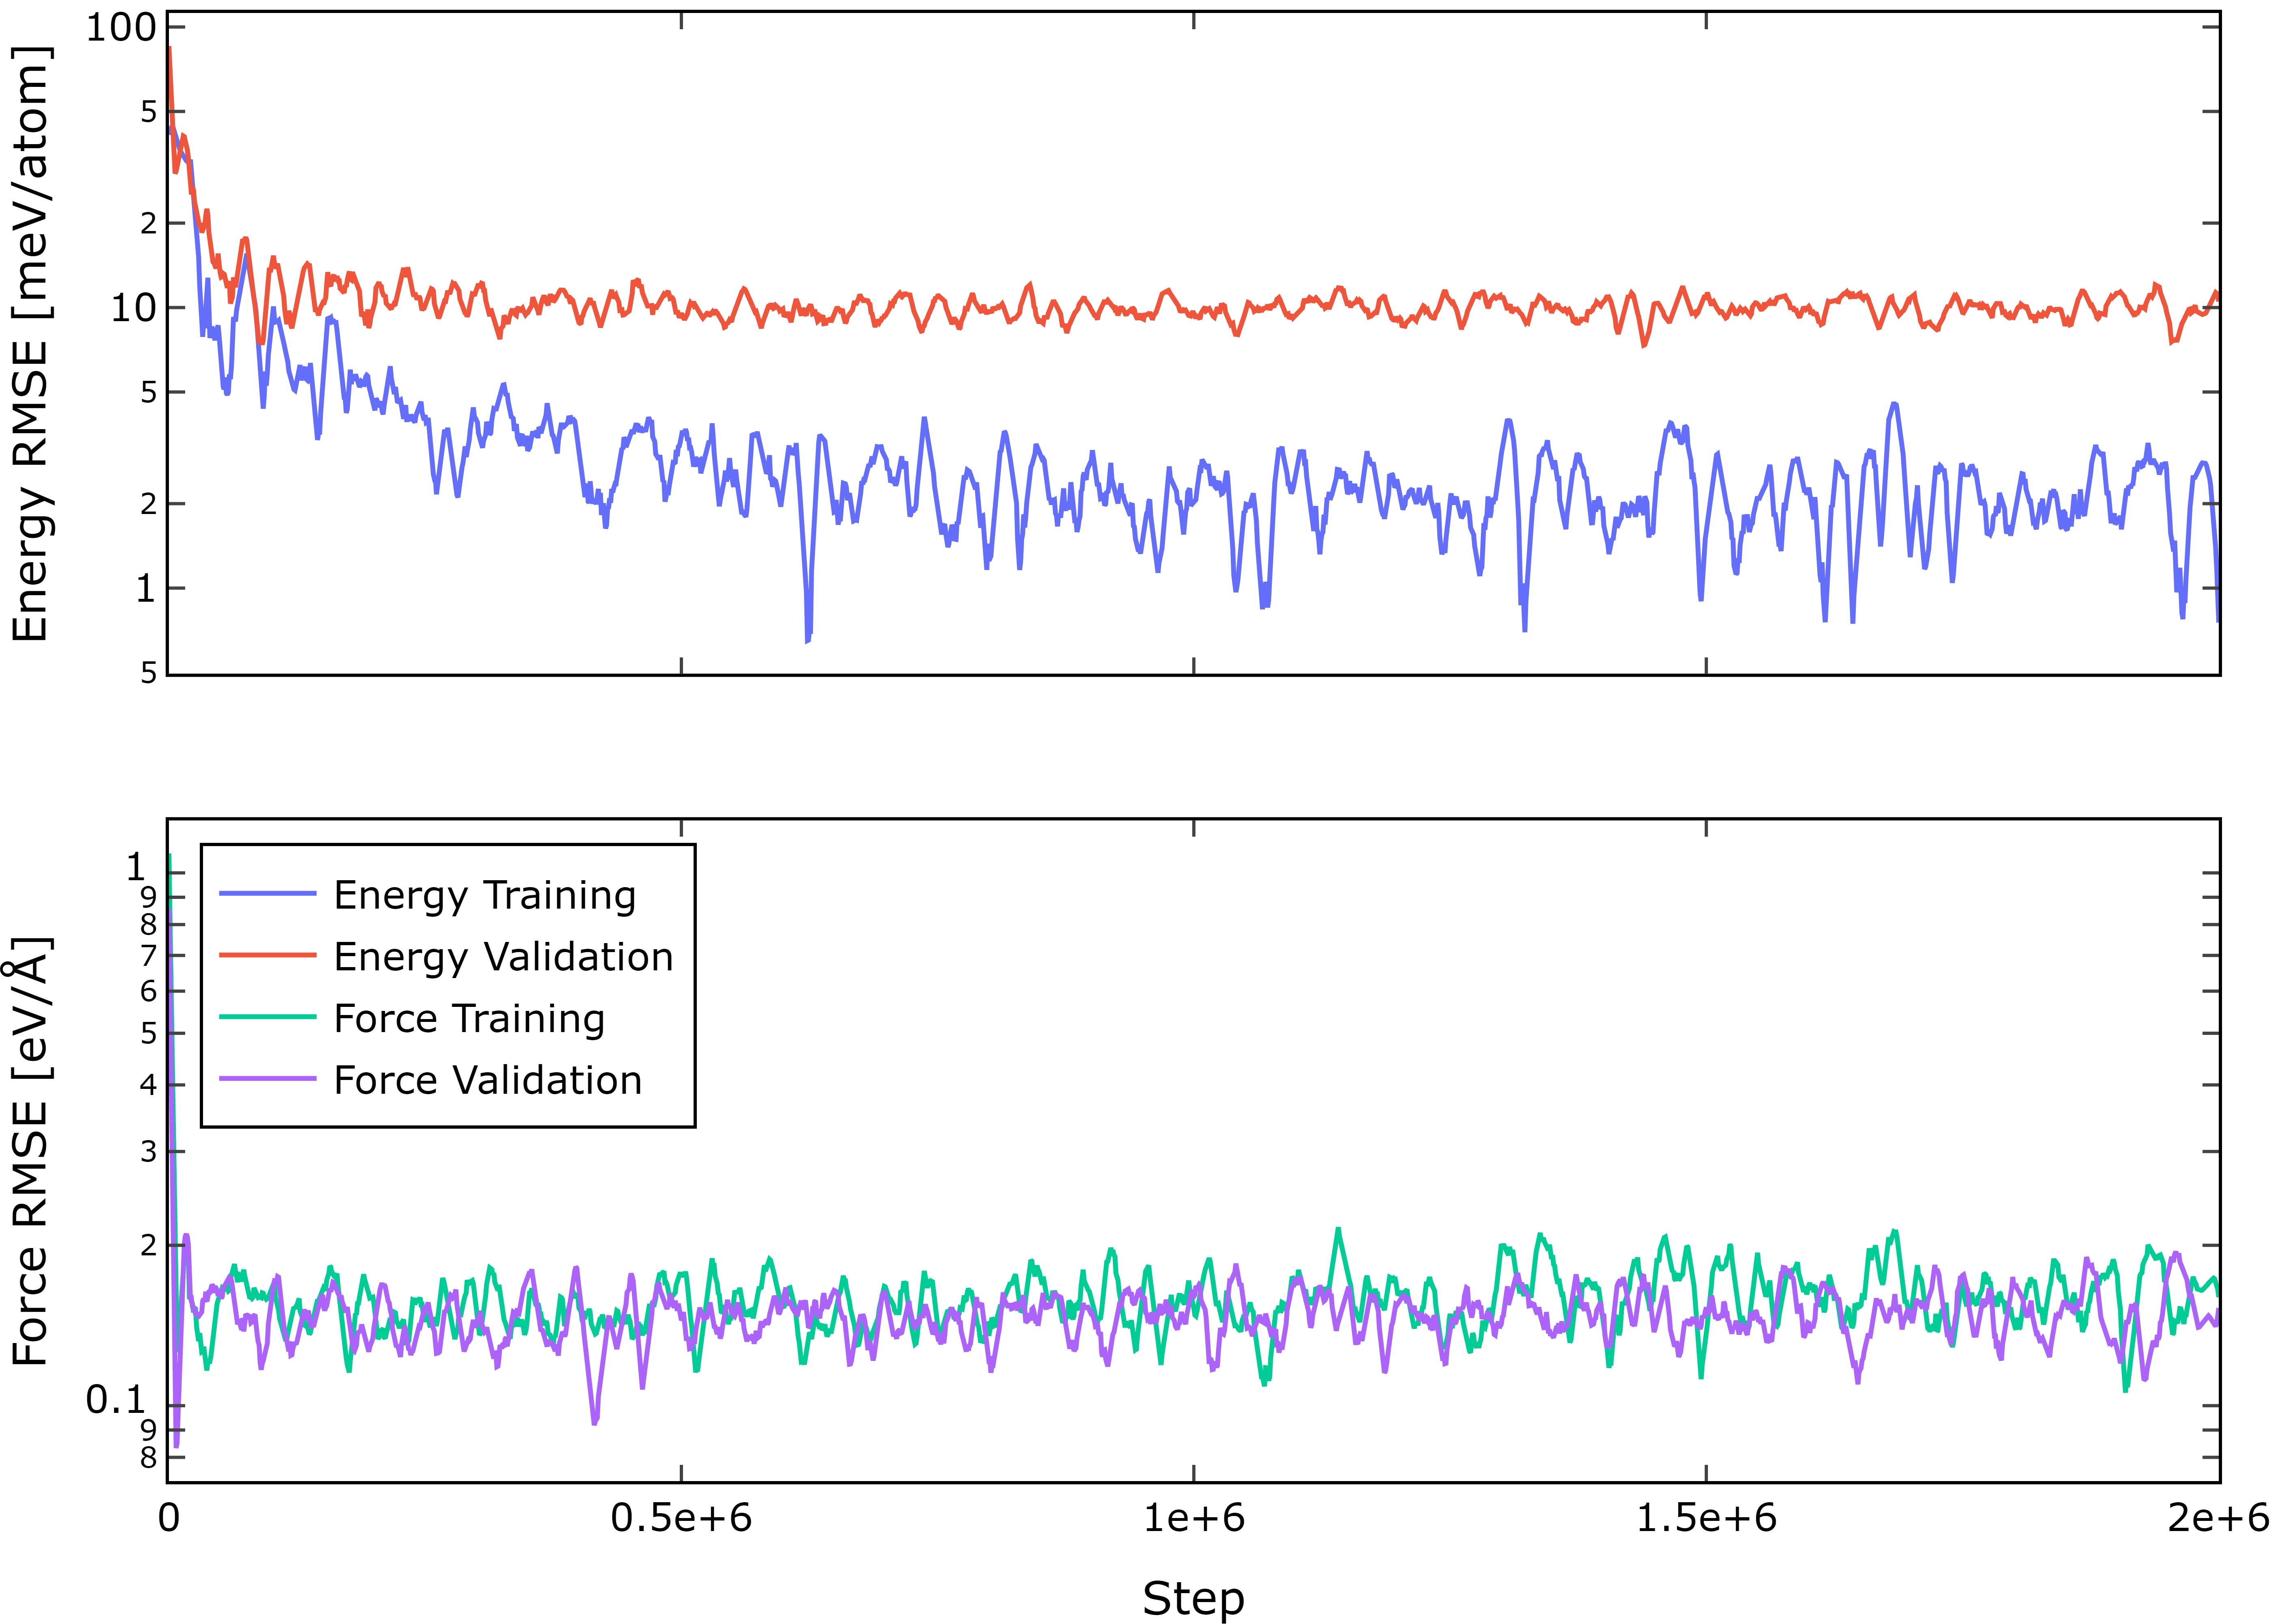 Energy RMSE [meV/atom]
100
5
2
10
5
2
1
5
Force RMSE [eV/Å]
1
9
8
7
6
5
4
3
2
0.1
9
8
Energy Training
Energy Validation
Force Training
Force Validation
0 0.5e+6 1e+6 1.5e+6 2e+6
Step